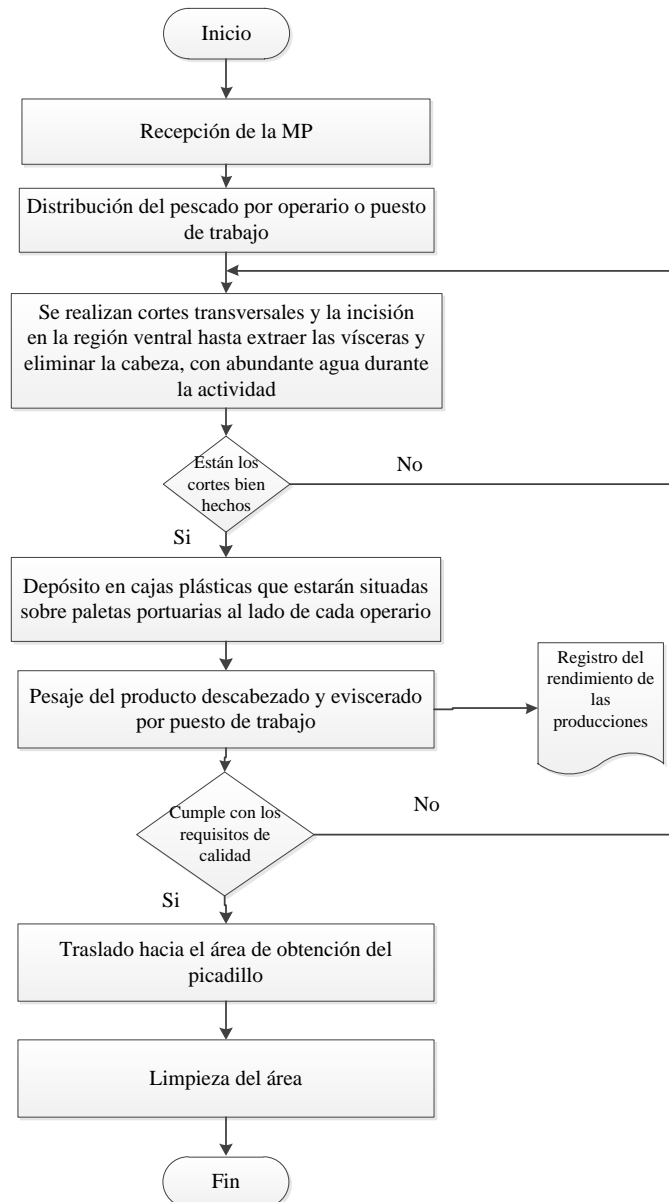 Inicio
Recepción de la MP
Distribución del pescado por operario o puesto
de trabajo
Se realizan cortes transversales y la incisión
en la región ventral hasta extraer las vísceras y
eliminar la cabeza, con abundante agua durante
la actividad
Están los
cortes bien
hechos
No
Si
Depósito en cajas plásticas que estarán situadas
sobre paletas portuarias al lado de cada operario
Pesaje del producto descabezado y eviscerado
por puesto de trabajo
Registro del
rendimiento de
las
producciones
Cumple con los
requisitos de
calidad
No
Si
Traslado hacia el área de obtención del
picadillo
Limpieza del área
Fin